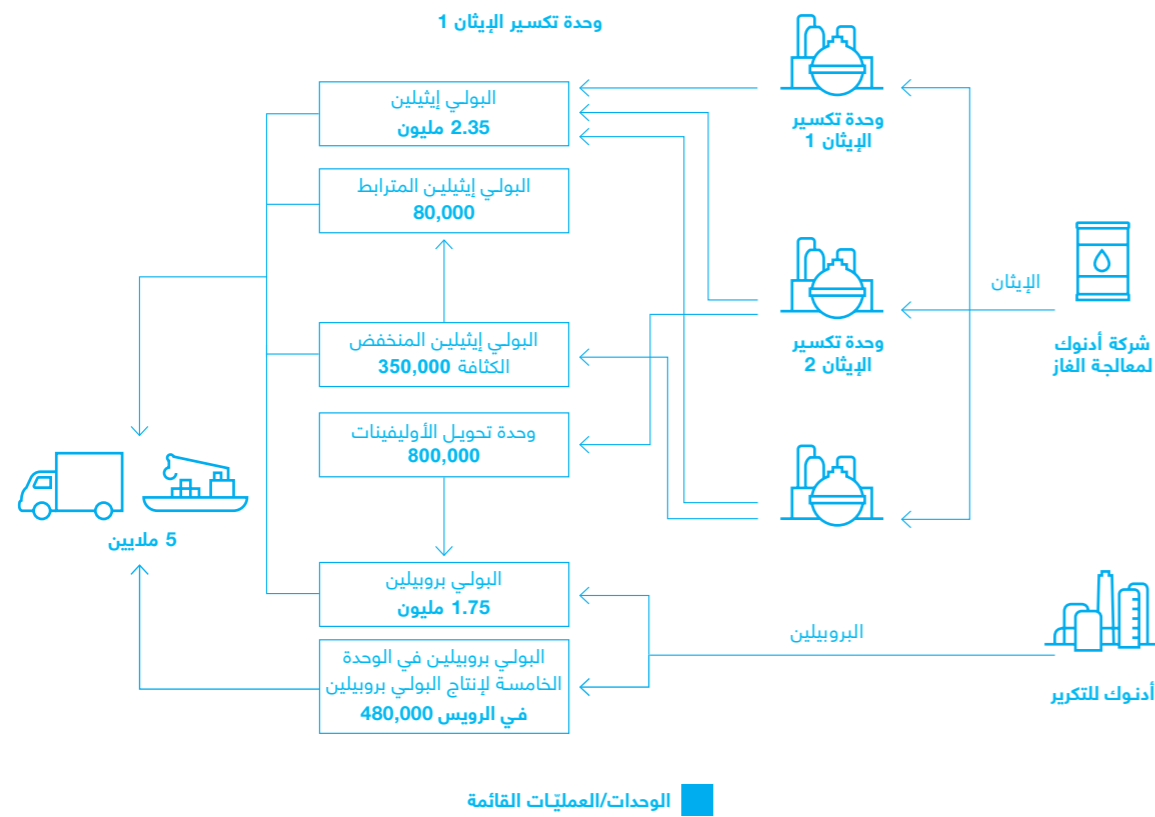 وحدة تكسير الإيثان 1
البولي إيثيلين
2.35 مليون
وحدة تكسير
الإيثان 1
البولي إيثيلين المترابط
80,000
الإيثان
شركة أدنوك
لمعالجة الغاز
وحدة تكسير
الإيثان 2
البولي إيثيلين المنخفض
الكثافة 350,000
وحدة تحويل الأوليفينات
800,000
5 ملايين
البولي بروبيلين
1.75 مليون
البروبيلين
أدنوك للتكرير
البولي بروبيلين في الوحدة
الخامسة لإنتاج البولي بروبيلين
في الرويس 480,000
الوحدات/العمليّات القائمة